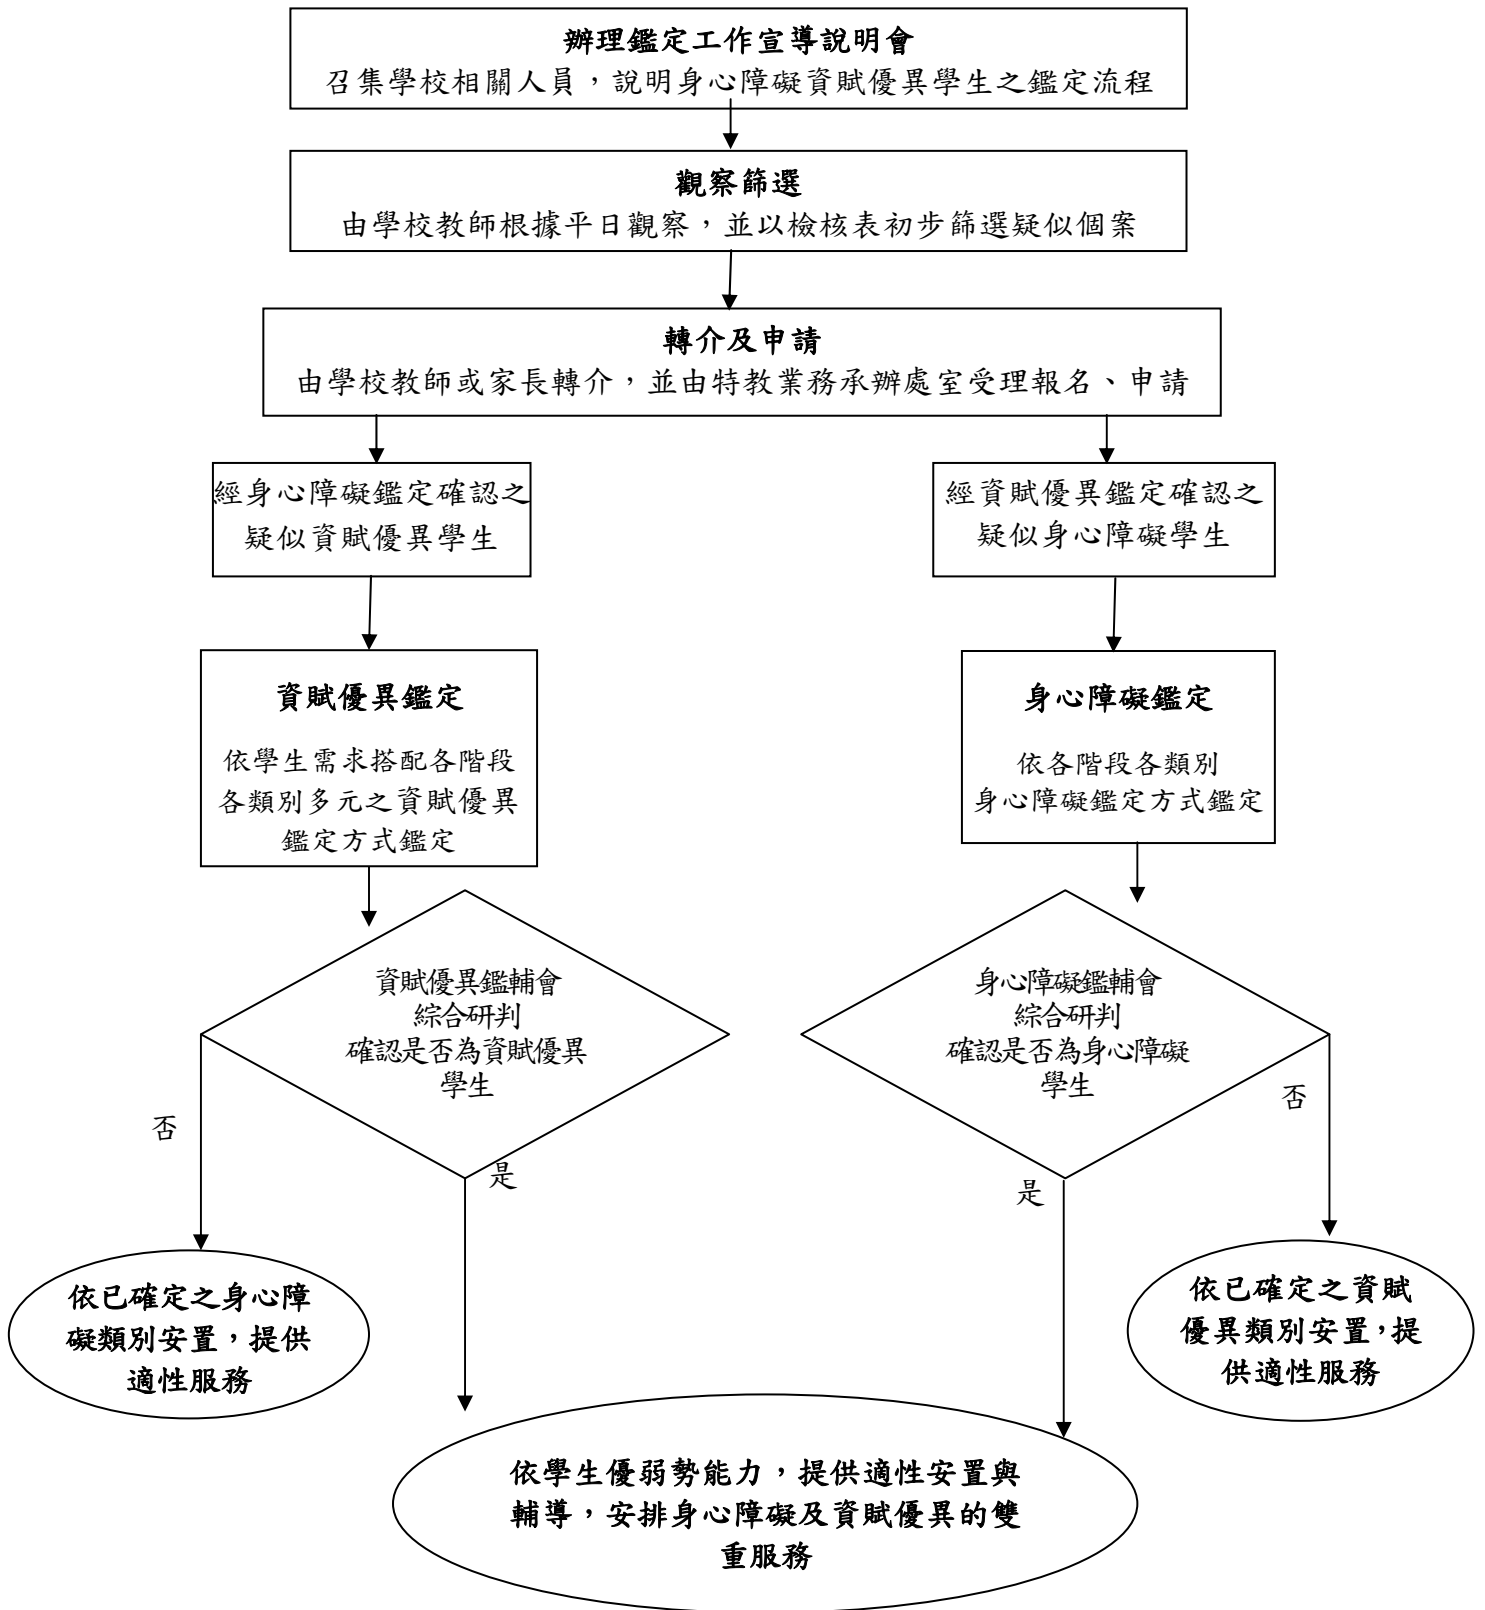 辦理鑑定工作宣導說明會
召集學校相關人員，說明身心障礙資賦優異學生之鑑定流程
觀察篩選
由學校教師根據平日觀察，並以檢核表初步篩選疑似個案
轉介及申請
由學校教師或家長轉介，並由特教業務承辦處室受理報名、申請
經身心障礙鑑定確認之
疑似資賦優異學生
經資賦優異鑑定確認之
疑似身心障礙學生
資賦優異鑑定
依學生需求搭配各階段
各類別多元之資賦優異
鑑定方式鑑定
身心障礙鑑定
依各階段各類別
身心障礙鑑定方式鑑定
資賦優異鑑輔會
綜合研判
確認是否為資賦優異
學生
身心障礙鑑輔會
綜合研判
確認是否為身心障礙
學生
否
是
是
否
依已確定之身心障
礙類別安置，提供
適性服務
依已確定之資賦
優異類別安置，提
供適性服務
依學生優弱勢能力，提供適性安置與
輔導，安排身心障礙及資賦優異的雙
重服務